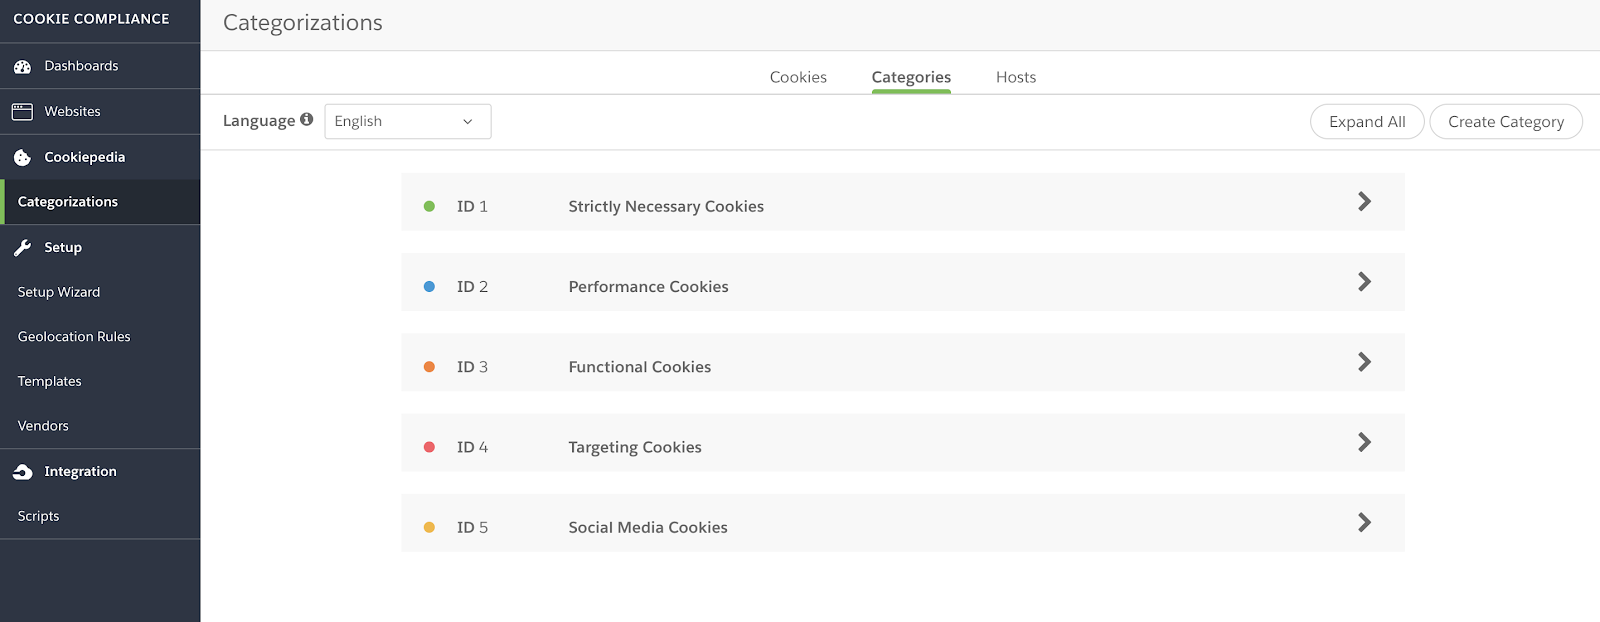 COOKIE COMPLIANCE
Dashboards
Websites
Cookiepedia
Categorizations
Setup
Setup Wizard
Geolocation Rules
Templates
Vendors
Integration
Scripts
Categorizations
Cookies Categories Hosts
Language English Expand All Create Category
ID 1 Strictly Necessary Cookies
ID 2 Performance Cookies
ID 3 Functional Cookies
ID 4 Targeting Cookies
ID 5 Social Media Cookies